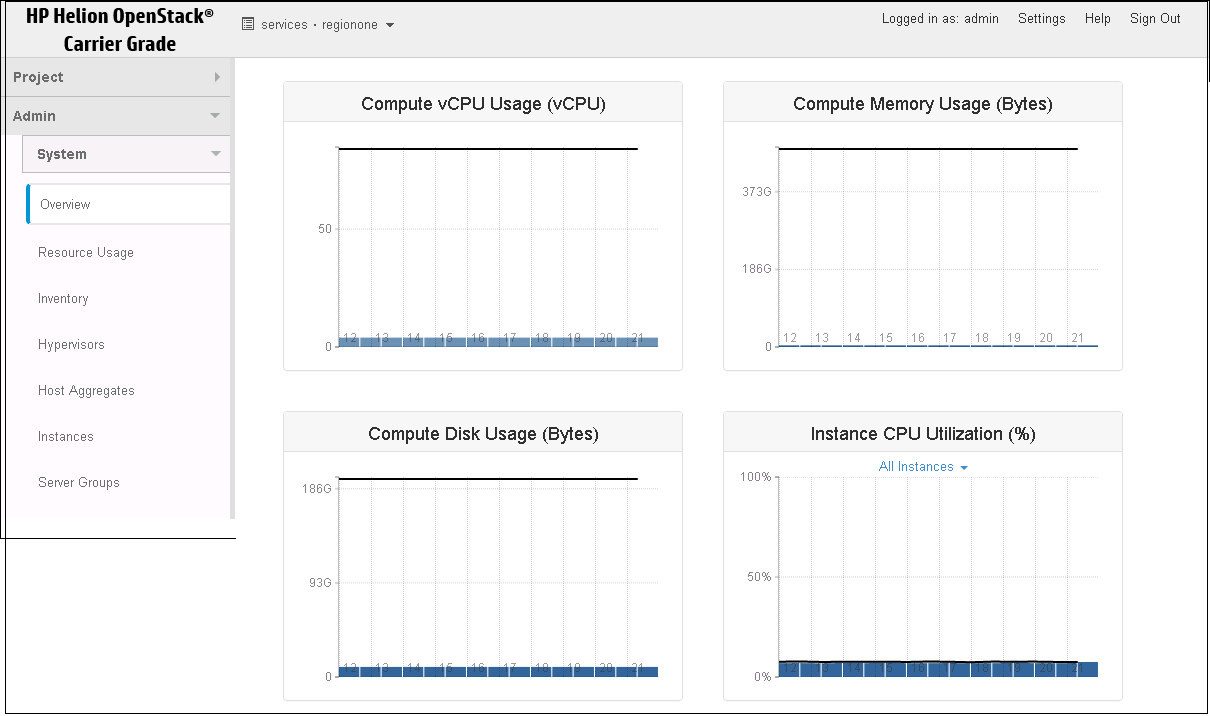 HP Helion OpenStack®
Carrier Grade
services • regionone
Logged in as: admin Settings Help Sign Out
Project
Admin
System
Overview
Resource Usage
Inventory
Hypervisors
Host Aggregates
Instances
Server Groups
Compute vCPU Usage (vCPU)
50
0
12 13 14 15 16 17 18 19 20 21
Compute Memory Usage (Bytes)
373G
186G
0
12 13 14 15 16 17 18 19 20 21
Compute Disk Usage (Bytes)
186G
93G
0
12 13 14 15 16 17 18 19 20 21
Instance CPU Utilization (%)
All Instances
100%
50%
0%
12 13 14 15 16 17 18 19 20 21